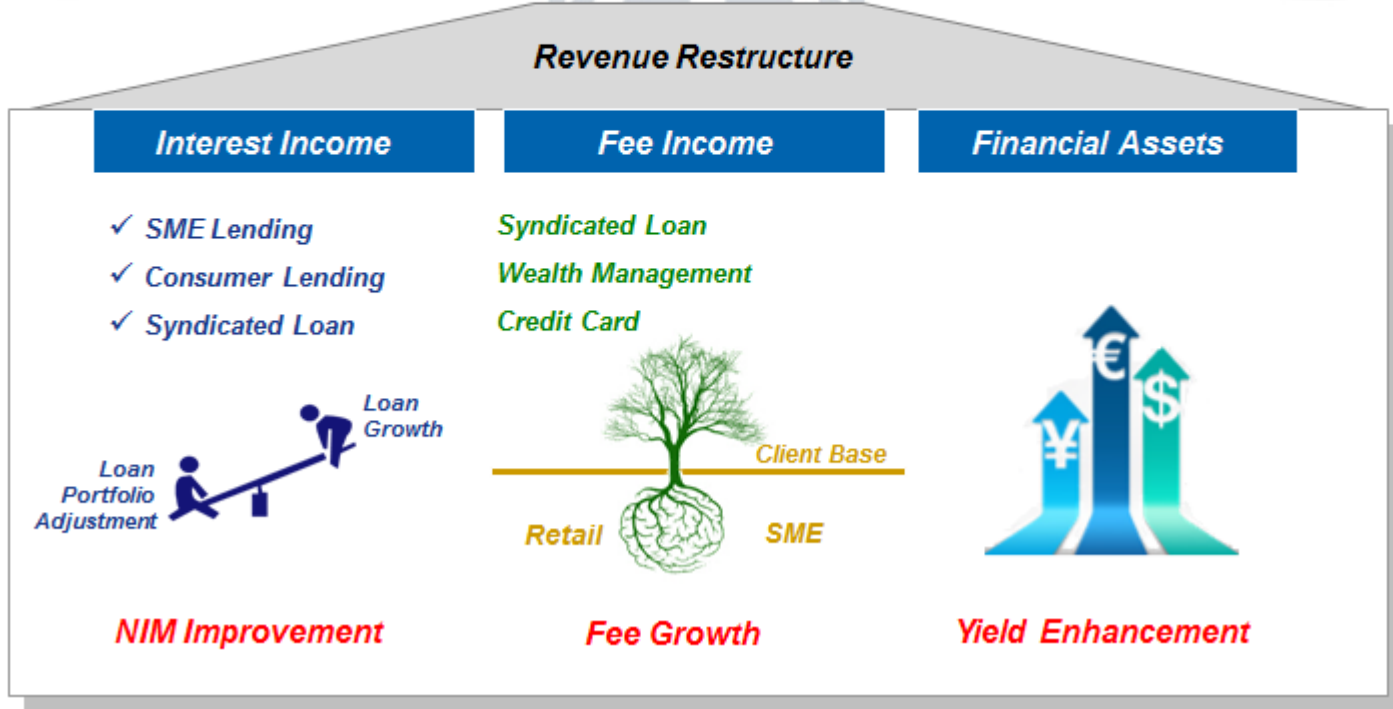 Revenue Restructure
Interest Income
✓ SME Lending
✓ Consumer Lending
✓ Syndicated Loan
Loan
Growth
Loan
Portfolio
Adjustment
NIM Improvement
Fee Income
Syndicated Loan
Wealth Management
Credit Card
Client Base
Retail
SME
Fee Growth
Financial Assets
¥
€
$
Yield Enhancement